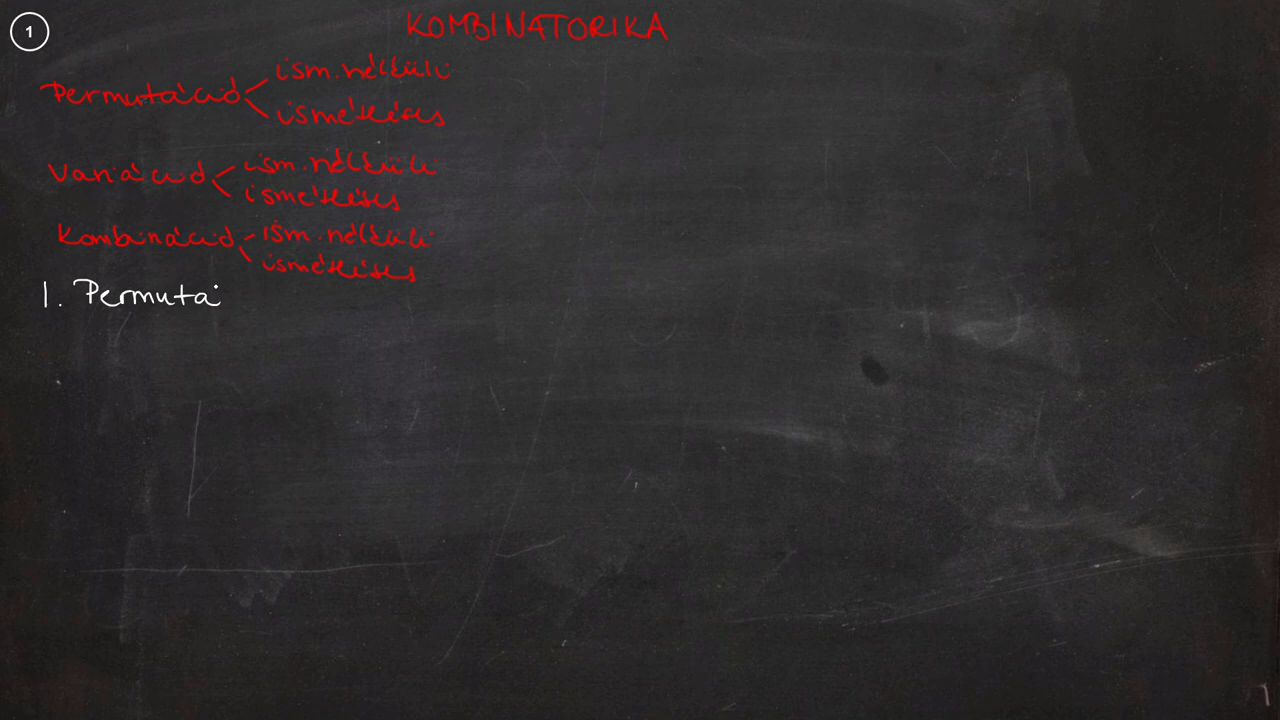 1
KOMBINATORIKA
Permutáció
ism. nélküli
ismétléses
Variáció
ism. nélküli
ismétléses
Kombináció
ism. nélküli
ismétléses
1. Permutá